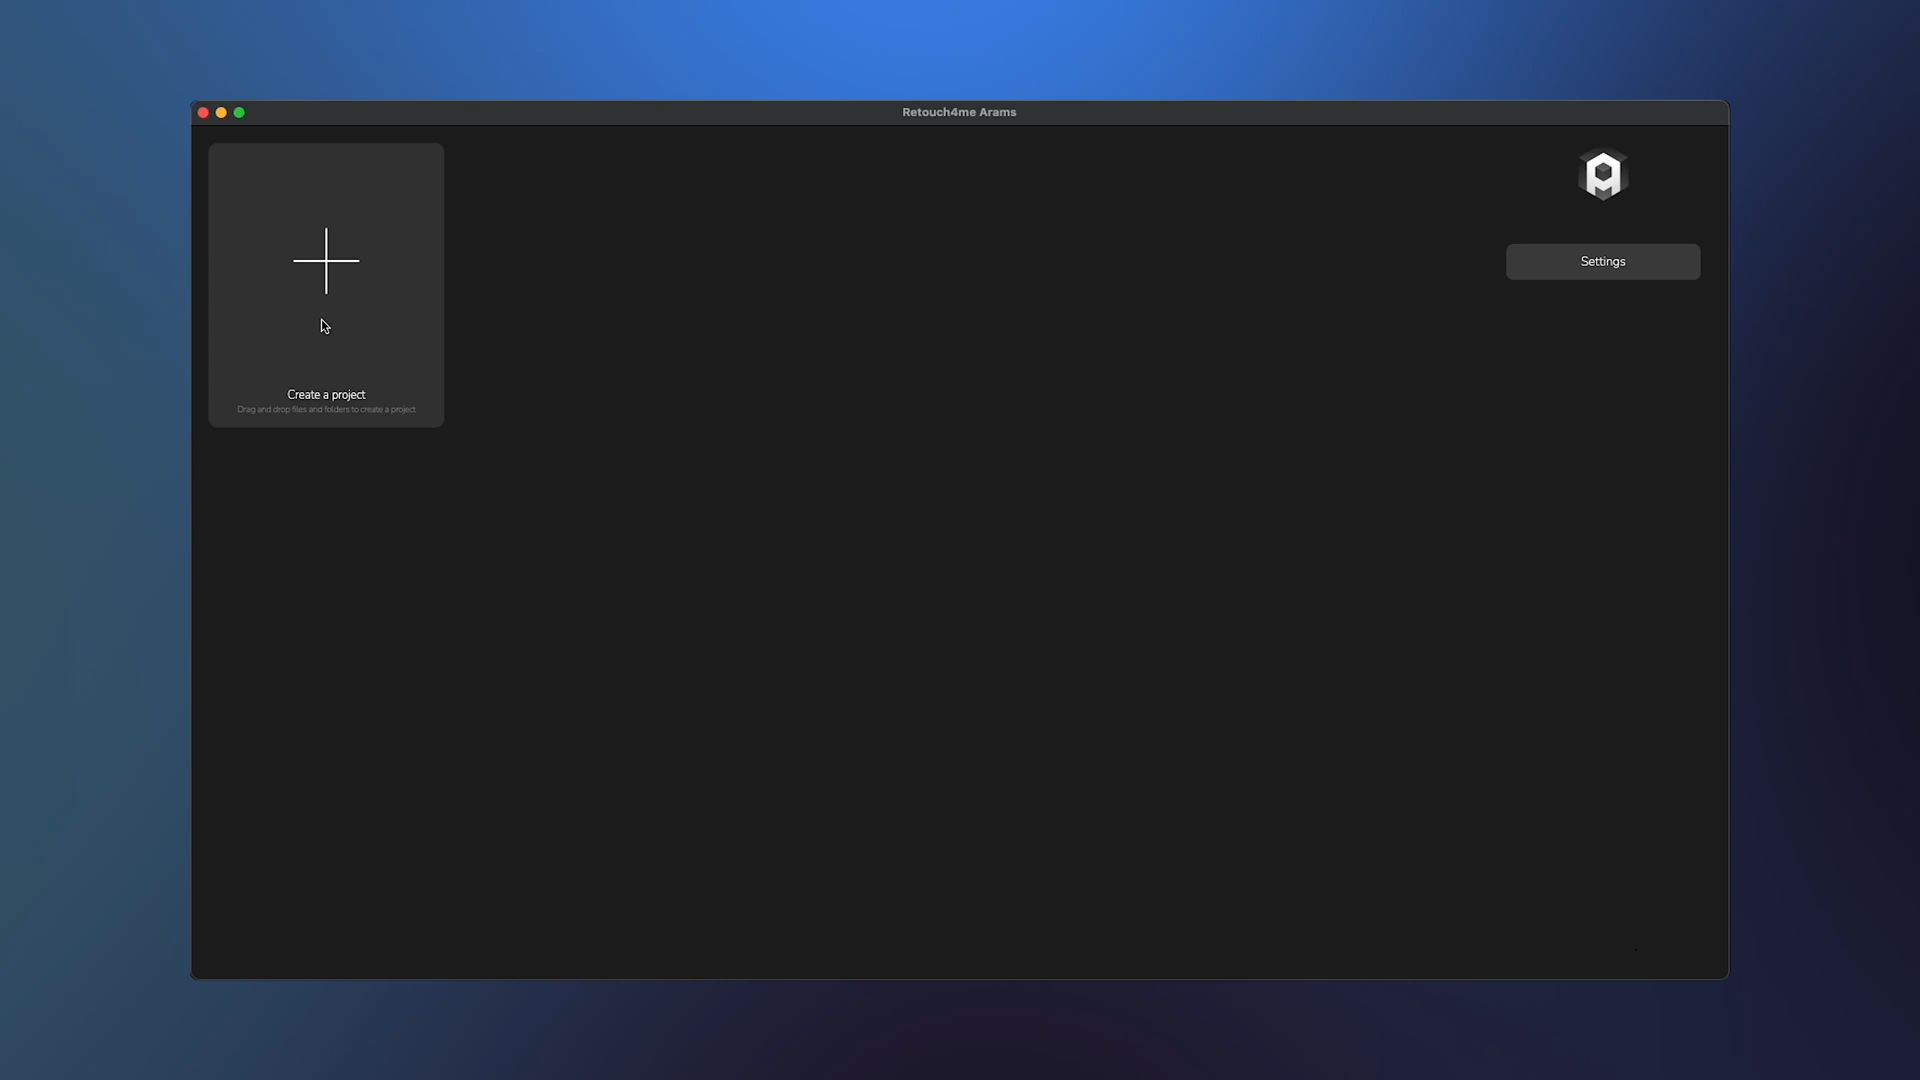 Retouch4me Arams
Settings
Create a project
Drag and drop files and folders to create a project